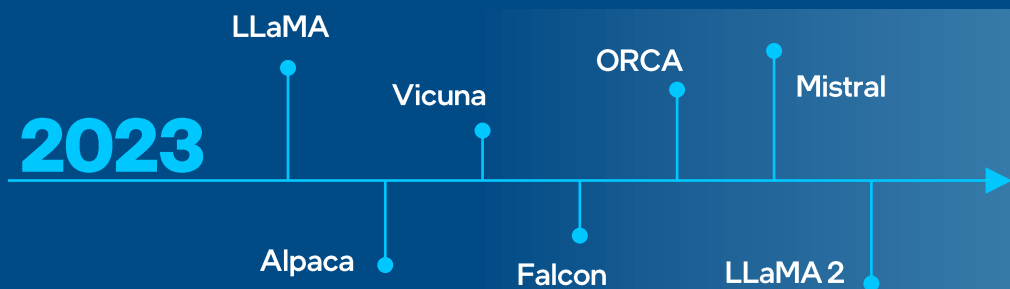 LLaMA
ORCA
Mistral
Vicuna
2023
Alpaca
Falcon
LLaMA 2